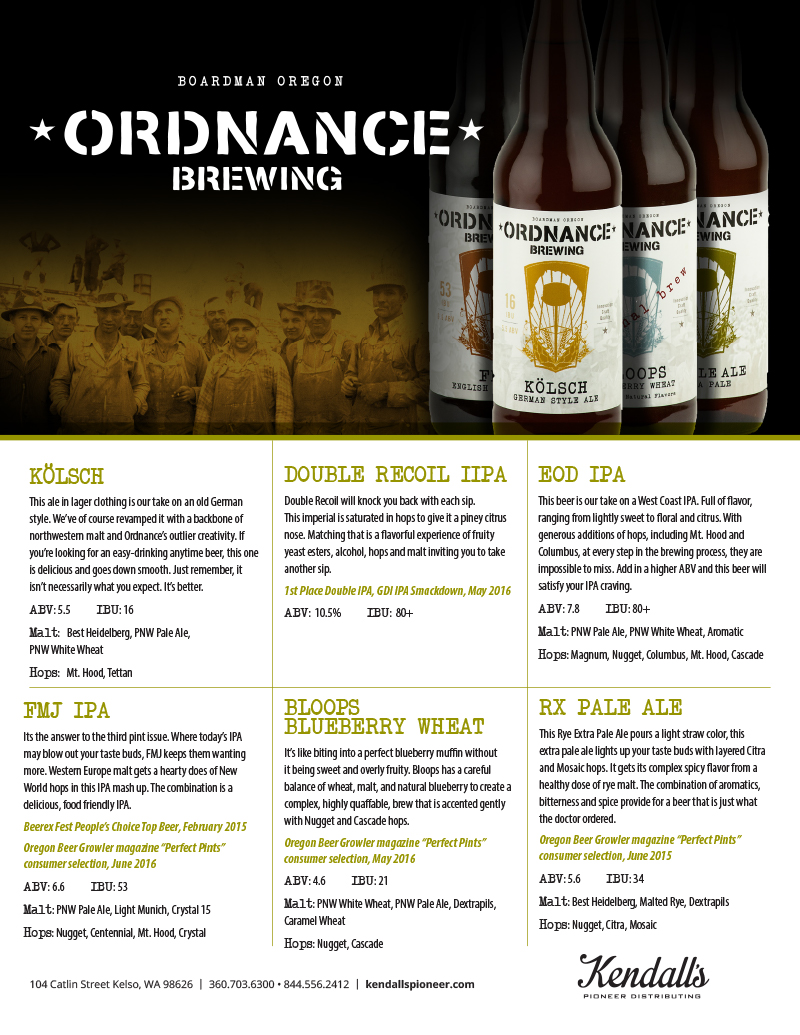 BOARDMAN OREGON
★ORDNANCE★
BREWING
BOARDMAN OREGON
★ORDNANCE★
BREWING
16
KÖLSCH
GERMAN STYLE ALE
53
ENGLISH
BREW
LOOPS
ERRY WHEAT
Natural Flavors
LE ALE
A PALE
KÖLSCH
This ale in lager clothing is our take on an old German
style. We’ve of course revamped it with a backbone of
northwestern malt and Ordnance’s outlier creativity. If
you’re looking for an easy-drinking anytime beer, this one
is delicious and goes down smooth. Just remember, it
isn’t necessarily what you expect. It’s better.
ABV: 5.5 IBU: 16
Malt: Best Heidelberg, PNW Pale Ale,
PNW White Wheat
Hops: Mt. Hood, Tettan
DOUBLE RECOIL IIPA
Double Recoil will knock you back with each sip.
This imperial is saturated in hops to give it a piney citrus
nose. Matching that is a flavorful experience of fruity
yeast esters, alcohol, hops and malt inviting you to take
another sip.
1st Place Double IPA, GDI IPA Smackdown, May 2016
ABV: 10.5% IBU: 80+
EOD IPA
This beer is our take on a West Coast IPA. Full of flavor,
ranging from lightly sweet to floral and citrus. With
generous additions of hops, including Mt. Hood and
Columbus, at every step in the brewing process, they are
impossible to miss. Add in a higher ABV and this beer will
satisfy your IPA craving.
ABV: 7.8 IBU: 80+
Malt: PNW Pale Ale, PNW White Wheat, Aromatic
Hops: Magnum, Nugget, Columbus, Mt. Hood, Cascade
FMJ IPA
Its the answer to the third pint issue. Where today’s IPA
may blow out your taste buds, FMJ keeps them wanting
more. Western Europe malt gets a hearty does of New
World hops in this IPA mash up. The combination is a
delicious, food friendly IPA.
Beerex Fest People’s Choice Top Beer, February 2015
Oregon Beer Growler magazine “Perfect Pints”
consumer selection, June 2016
ABV: 6.6 IBU: 53
Malt: PNW Pale Ale, Light Munich, Crystal 15
Hops: Nugget, Centennial, Mt. Hood, Crystal
BLOOPS
BLUEBERRY WHEAT
It’s like biting into a perfect blueberry muffin without
it being sweet and overly fruity. Bloops has a careful
balance of wheat, malt, and natural blueberry to create a
complex, highly quaffable, brew that is accented gently
with Nugget and Cascade hops.
Oregon Beer Growler magazine “Perfect Pints”
consumer selection, May 2016
ABV: 4.6 IBU: 21
Malt: PNW White Wheat, PNW Pale Ale, Dextrapils,
Caramel Wheat
Hops: Nugget, Cascade
RX PALE ALE
This Rye Extra Pale Ale pours a light straw color, this
extra pale ale lights up your taste buds with layered Citra
and Mosaic hops. It gets its complex spicy flavor from a
healthy dose of rye malt. The combination of aromatics,
bitterness and spice provide for a beer that is just what
the doctor ordered.
Oregon Beer Growler magazine “Perfect Pints”
consumer selection, June 2015
ABV: 5.6 IBU: 34
Malt: Best Heidelberg, Malted Rye, Dextrapils
Hops: Nugget, Citra, Mosaic
104 Catlin Street Kelso, WA 98626 | 360.703.6300 • 844.556.2412 | kendallspioneer.com
Kendall’s
PIONEER DISTRIBUTING